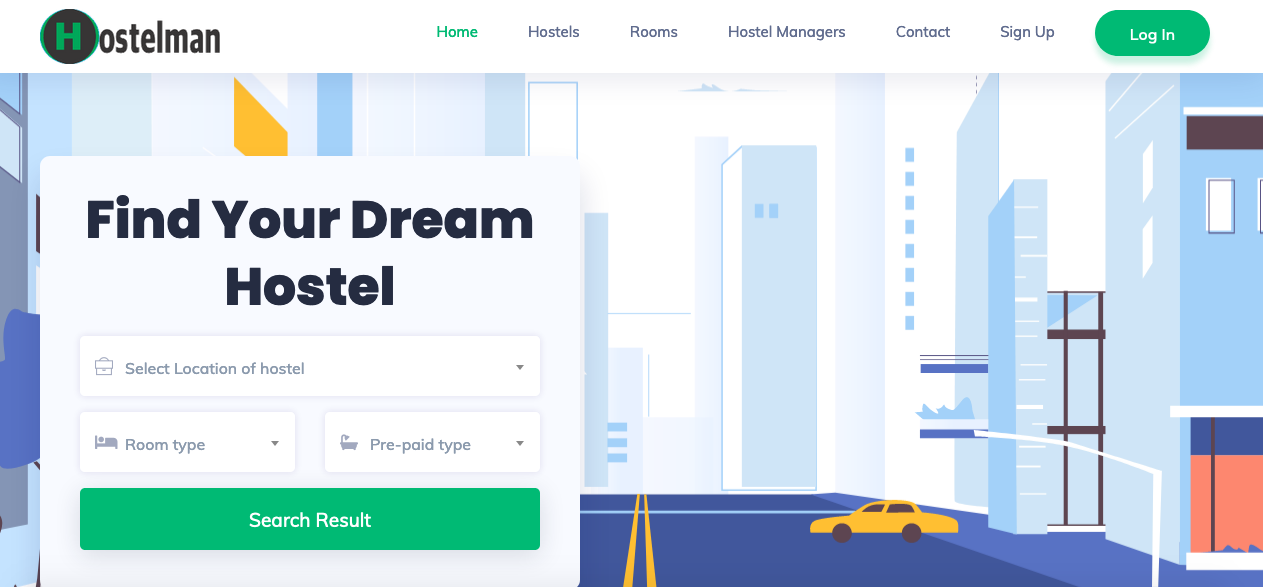 Hostelman
Home
Hostels
Rooms
Hostel Managers
Contact
Sign Up
Log In
Find Your Dream
Hostel
Select Location of hostel
Room type
Pre-paid type
Search Result